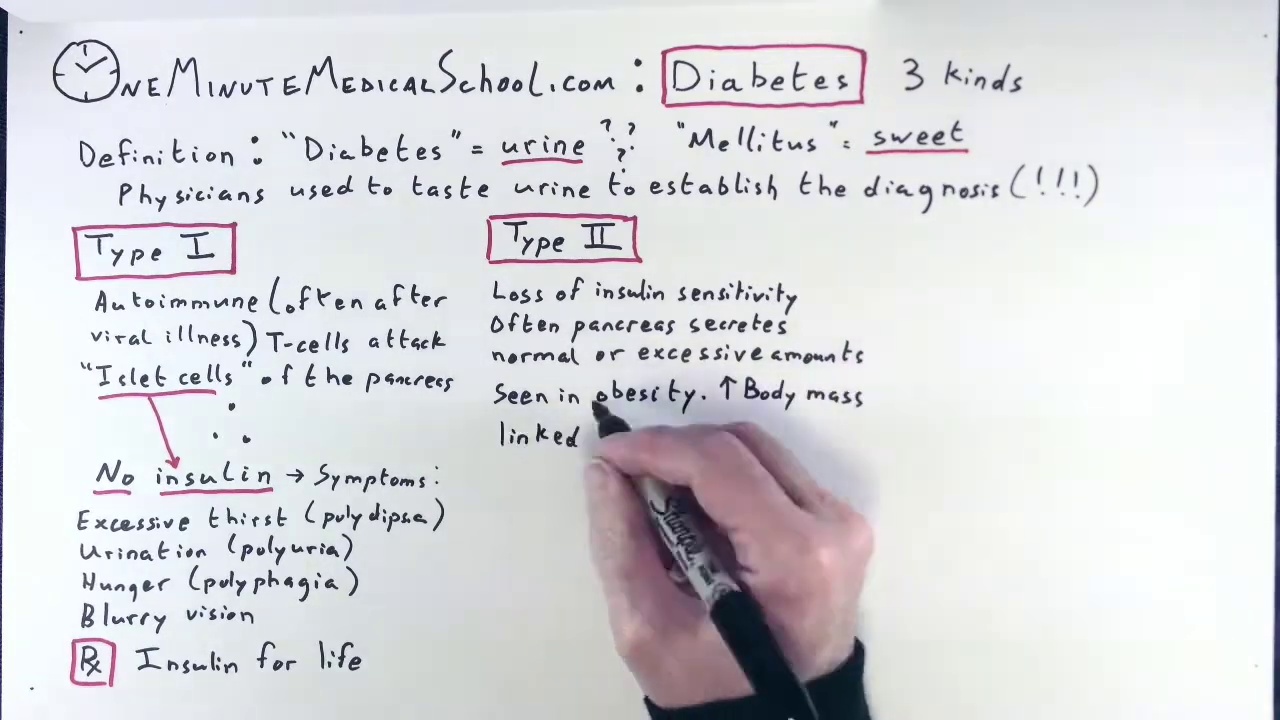 OneMinuteMedicalSchool.com: Diabetes 3 kinds
Definition: "Diabetes" = urine ??? "Mellitus" = sweet
Physicians used to taste urine to establish the diagnosis (!!!)
Type I
Autoimmune (often after
viral illness) T-cells attack
"Islet cells" of the pancreas
No insulin → Symptoms:
Excessive thirst (polydipsa)
Urination (polyuria)
Hunger (polyphagia)
Blurry vision
Rx Insulin for life
Type II
Loss of insulin sensitivity
Often pancreas secretes
normal or excessive amounts
Seen in obesity. ↑ Body mass
linked
Sharpie